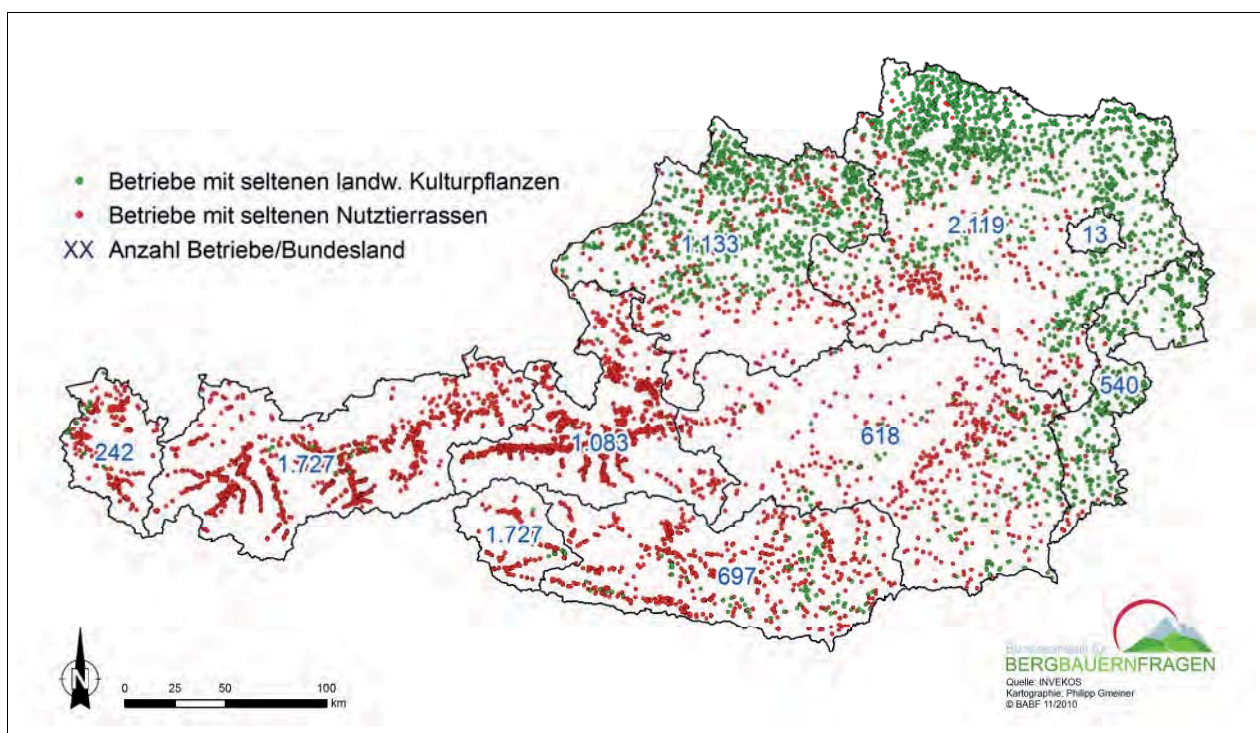 Betriebe mit seltenen landw. Kulturpflanzen
Betriebe mit seltenen Nutztierrassen
XX Anzahl Betriebe/Bundesland
1.133
2.119
13
540
242
1.727
1.083
618
1.727
697
N
0 25 50 100
km
Bundesanstalt für
BERGBAUERNFRAGEN
Quelle: INVEKOS
Kartographie: Philipp Gmeiner
© BABF 11/2010